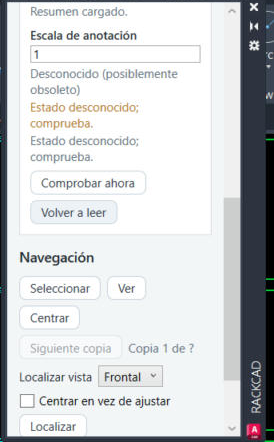 Resumen cargado.
Escala de anotación
1
Desconocido (posiblemente
obsoleto)
Estado desconocido;
comprueba.
Estado desconocido;
comprueba.
Comprobar ahora
Volver a leer
Navegación
Seleccionar
Ver
Centrar
Siguiente copia
Copia 1 de ?
Localizar vista
Frontal
Centrar en vez de ajustar
Localizar
RACKCAD